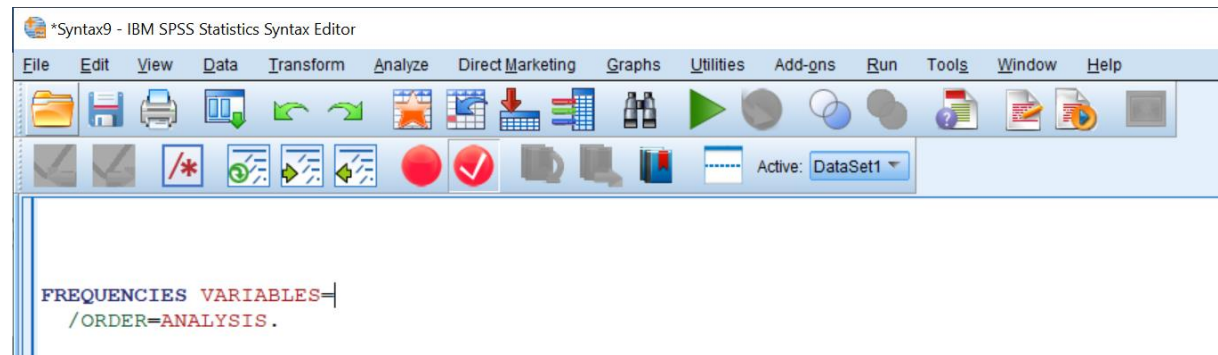 *Syntax9 - IBM SPSS Statistics Syntax Editor
File Edit View Data Transform Analyze Direct Marketing Graphs Utilities Add-ons Run Tools Window Help
/*
Active: DataSet1
FREQUENCIES VARIABLES=
/ORDER=ANALYSIS.